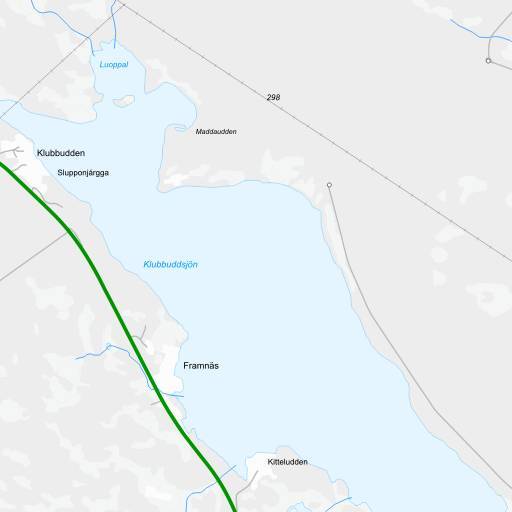 Luoppal
298
Maddaudden
Klubbudden
Slupponjárgga
Klubbuddsjön
Framnäs
Kitteludden